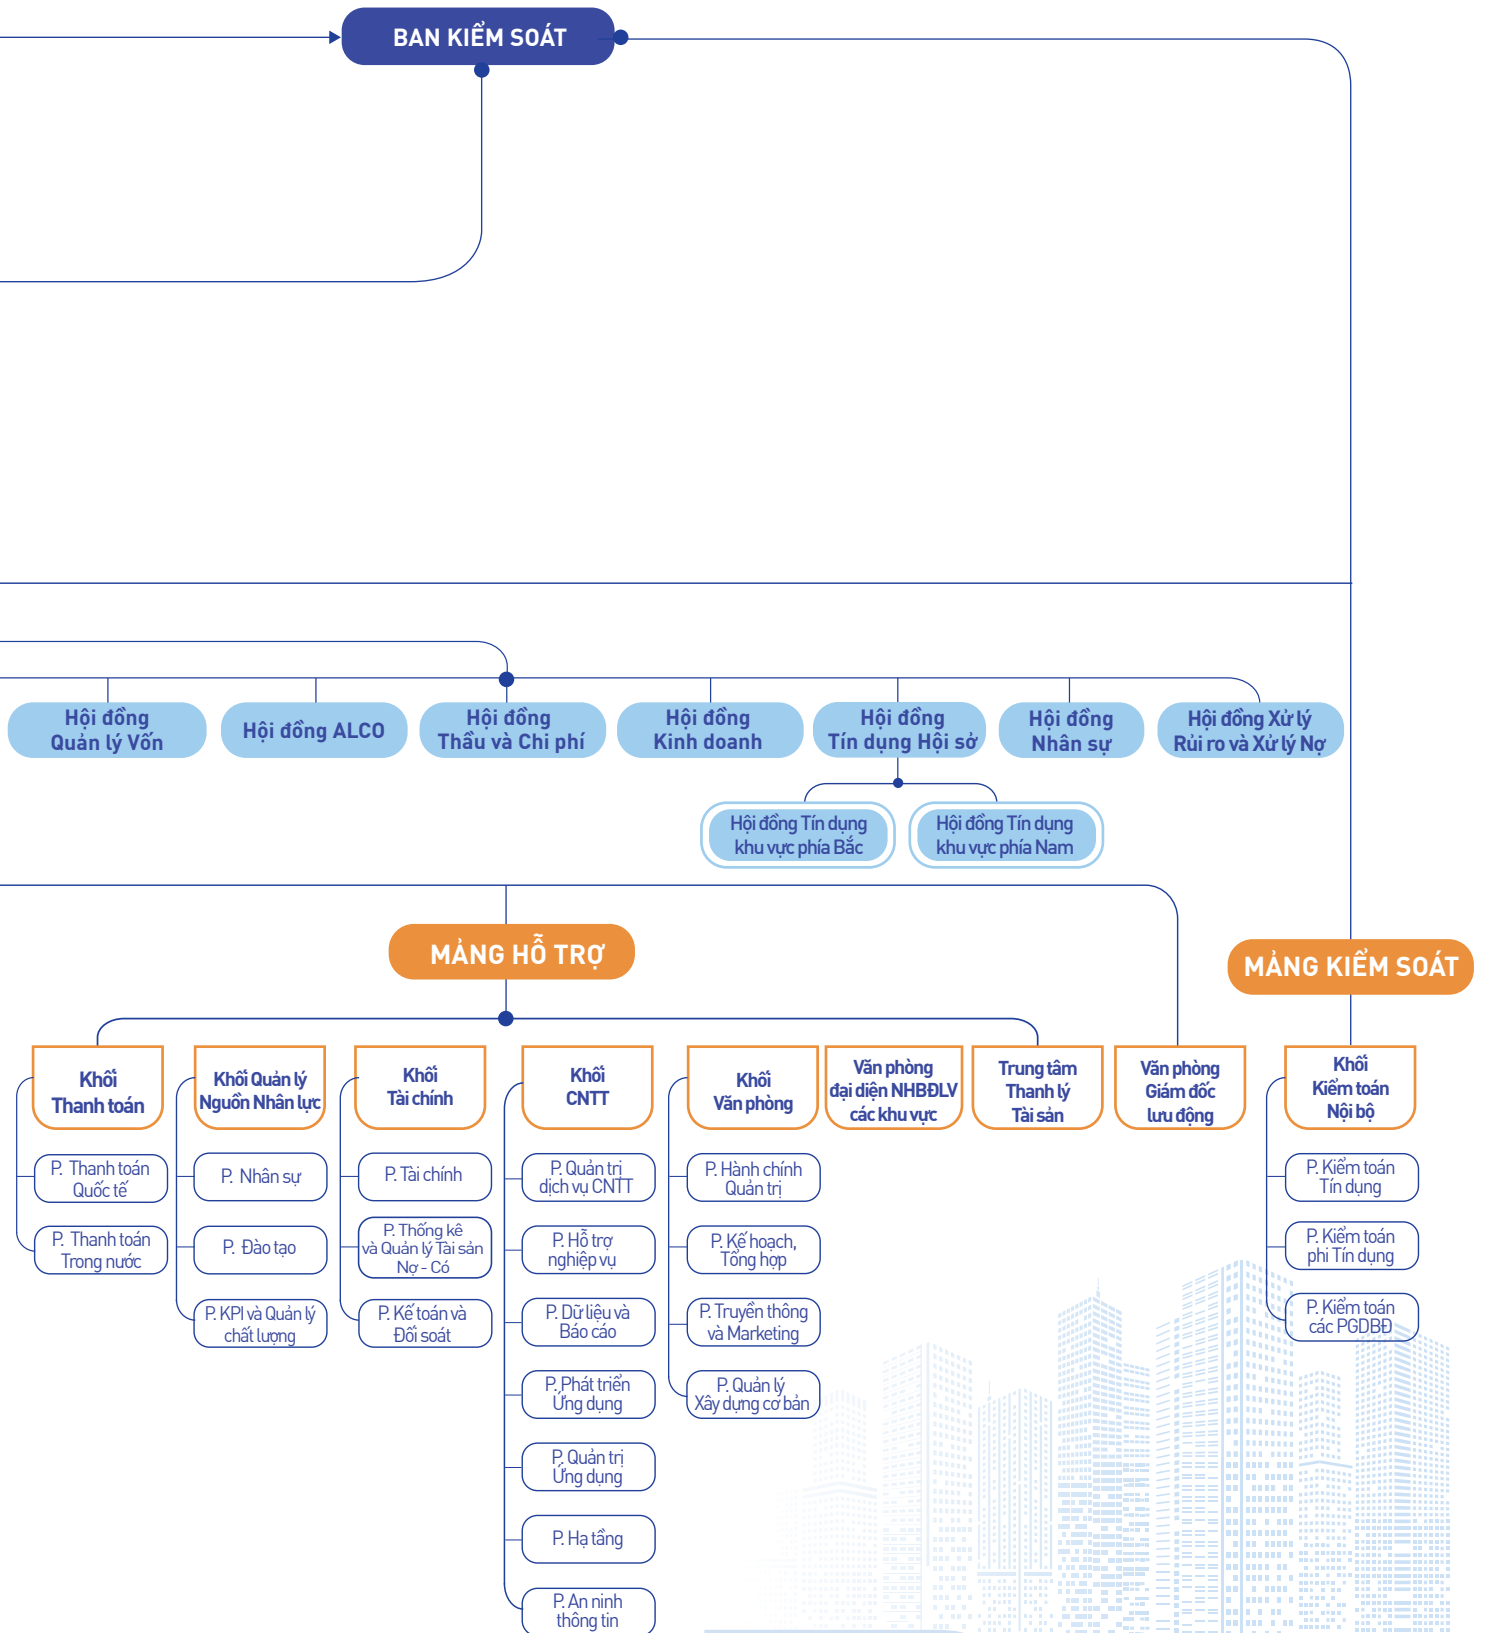 BAN KIỂM SOÁT
Hội đồng
Quản lý Vốn
Hội đồng ALCO
Hội đồng
Thầu và Chi phí
Hội đồng
Kinh doanh
Hội đồng
Tín dụng Hội sở
Hội đồng
Nhân sự
Hội đồng Xử lý
Rủi ro và Xử lý Nợ
Hội đồng Tín dụng
khu vực phía Bắc
Hội đồng Tín dụng
khu vực phía Nam
MẢNG HỖ TRỢ
MẢNG KIỂM SOÁT
Khối
Thanh toán
P. Thanh toán
Quốc tế
P. Thanh toán
Trong nước
Khối Quản lý
Nguồn Nhân lực
P. Nhân sự
P. Đào tạo
P. KPI và Quản lý
chất lượng
Khối
Tài chính
P. Tài chính
P. Thống kê
và Quản lý Tài sản
Nợ - Có
P. Kế toán và
Đối soát
Khối
CNTT
P. Quản trị
dịch vụ CNTT
P. Hỗ trợ
nghiệp vụ
P. Dữ liệu và
Báo cáo
P. Phát triển
Ứng dụng
P. Quản trị
Ứng dụng
P. Hạ tầng
P. An ninh
thông tin
Khối
Văn phòng
P. Hành chính
Quản trị
P. Kế hoạch,
Tổng hợp
P. Truyền thông
và Marketing
P. Quản lý
Xây dựng cơ bản
Văn phòng
đại diện NHBĐLV
các khu vực
Trung tâm
Thanh lý
Tài sản
Văn phòng
Giám đốc
lưu động
Khối
Kiểm toán
Nội bộ
P. Kiểm toán
Tín dụng
P. Kiểm toán
phi Tín dụng
P. Kiểm toán
các PGDBĐ